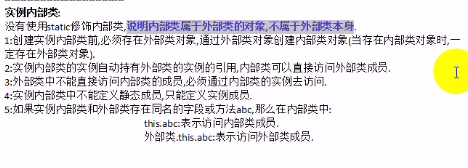 实例内部类:
没有使用static修饰内部类,说明内部类属于外部类的对象,不属于外部类本身.
1:创建实例内部类前,必须存在外部类对象,通过外部类对象创建内部类对象(当存在内部类对象时,一
定存在外部类对象).
2:实例内部类的实例自动持有外部类的实例的引用,内部类可以直接访问外部类成员.
3:外部类中不能直接访问内部类的成员,必须通过内部类的实例去访问.
4:实例内部类中不能定义静态成员,只能定义实例成员.
5:如果实例内部类和外部类存在同名的字段或方法abc,那么在内部类中:
this.abc:表示访问内部类成员.
外部类.this.abc:表示访问外部类成员.